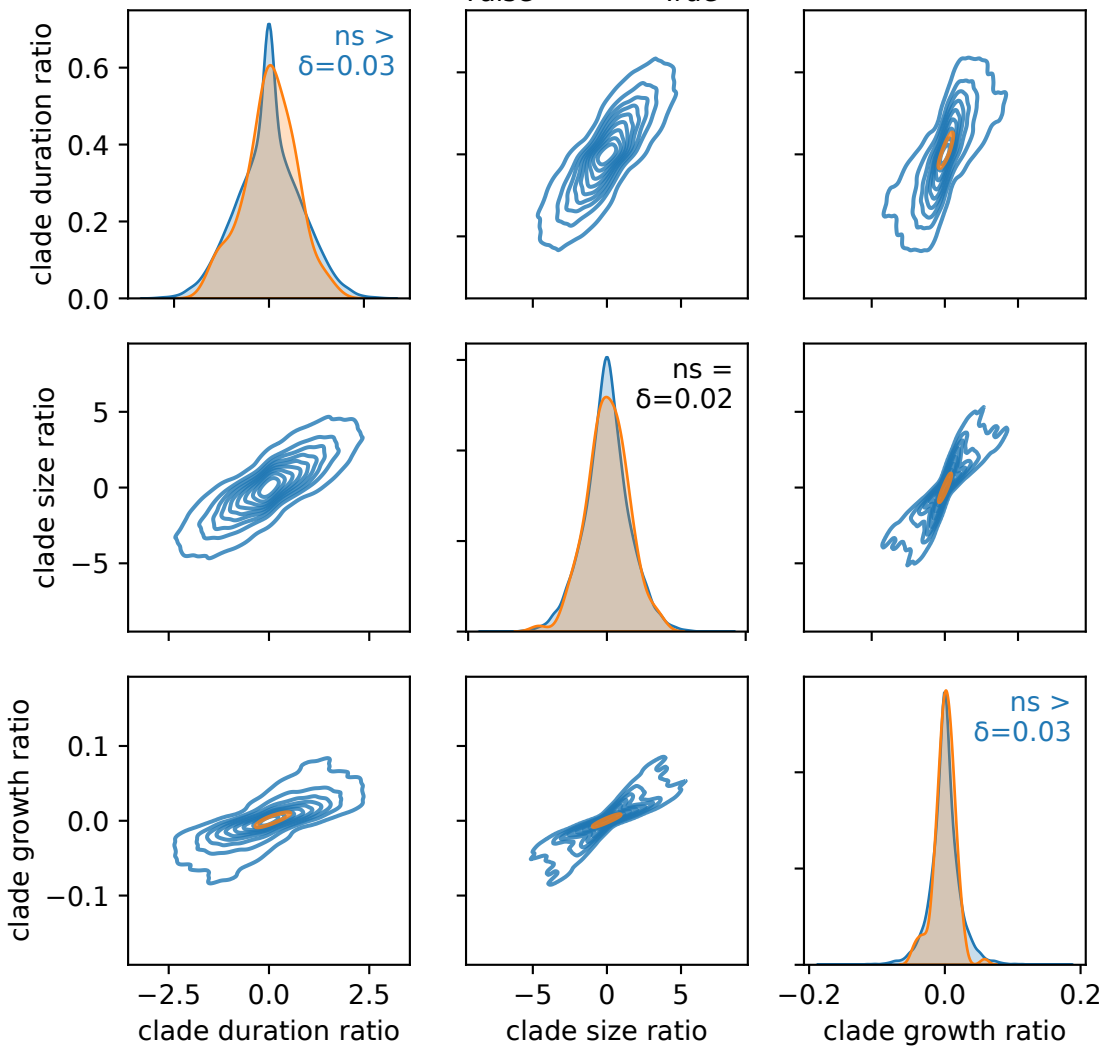 True
clade duration ratio
0.6
0.4
0.2
0.0
ns >
δ=0.03
clade size ratio
5
0
−5
ns =
δ=0.02
clade growth ratio
0.1
0.0
−0.1
ns >
δ=0.03
−2.5 0.0 2.5
clade duration ratio
−5 0 5
clade size ratio
−0.2 0.0 0.2
clade growth ratio